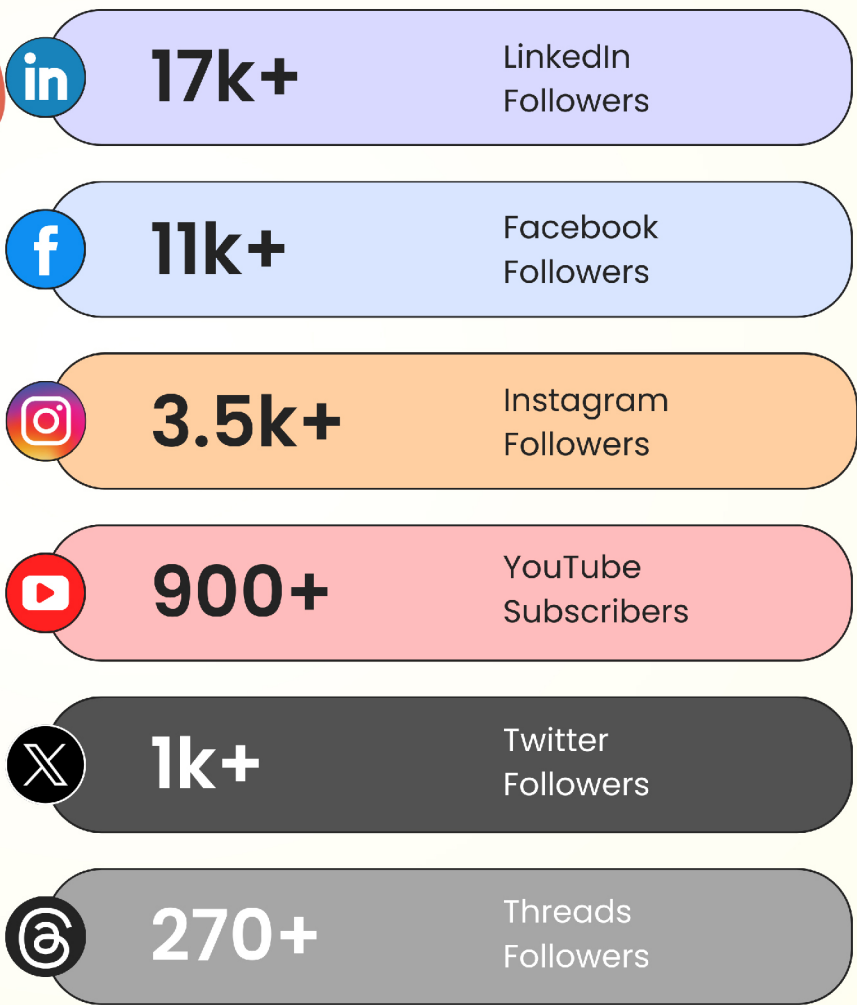 in
17k+
LinkedIn
Followers
f
11k+
Facebook
Followers
3.5k+
Instagram
Followers
900+
YouTube
Subscribers
X
1k+
Twitter
Followers
270+
Threads
Followers